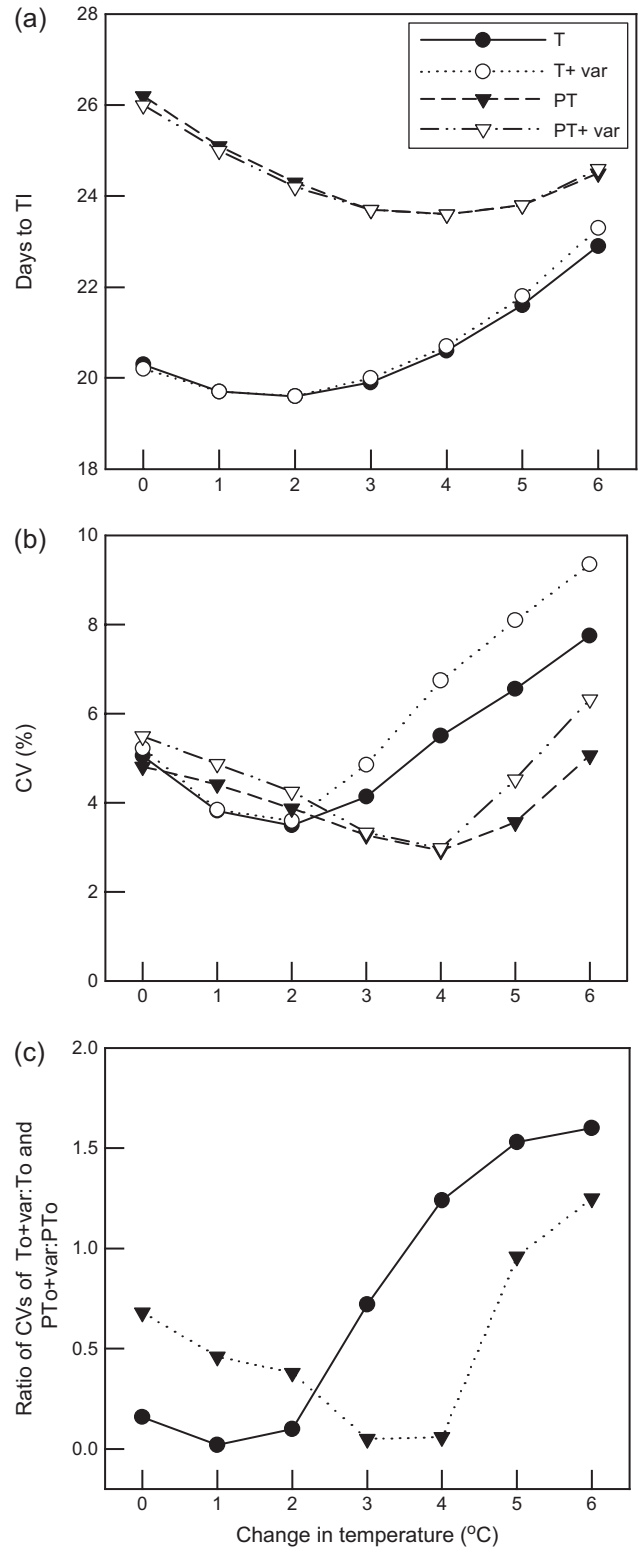 (a)
T
T+ var
PT
PT+ var
Days to TI
26
24
22
20
18
0 1 2 3 4 5 6
(b)
CV (%)
10
8
6
4
2
0
0 1 2 3 4 5 6
(c)
Ratio of CVs of To+var:To and
PTo+var:PTo
2.0
1.5
1.0
0.5
0.0
0 1 2 3 4 5 6
Change in temperature (oC)